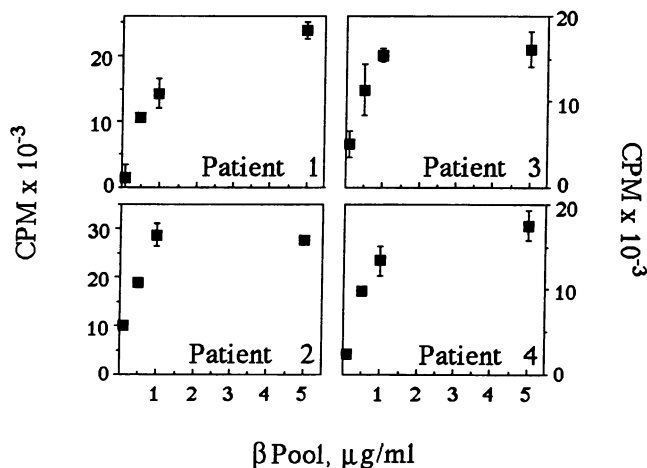 CPM x 10⁻³
20
10
0
Patient 1
20
10
0
Patient 3
CPM x 10⁻³
30
20
10
0
Patient 2
20
10
0
Patient 4
1 2 3 4 5
1 2 3 4 5
β Pool, μg/ml